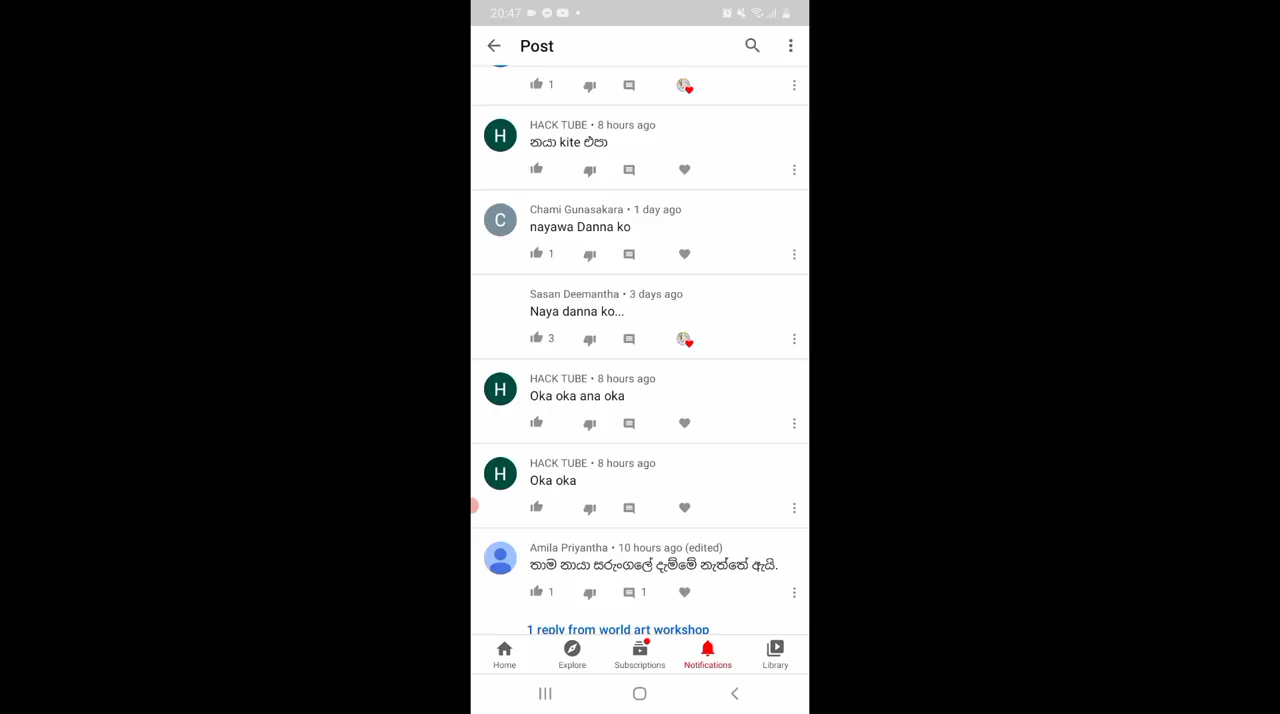 20:47
Post
1
HACK TUBE • 8 hours ago
නයා kite එපා
Chami Gunasakara • 1 day ago
nayawa Danna ko
1
Sasan Deemantha • 3 days ago
Naya danna ko...
3
H
HACK TUBE • 8 hours ago
Oka oka ana oka
H
HACK TUBE • 8 hours ago
Oka oka
Amila Priyantha • 10 hours ago (edited)
තාම නායා සරුංගලේ දැම්මේ නැත්තේ ඇයි.
1 1
1 reply from world art workshop
Home Explore Subscriptions Notifications Library